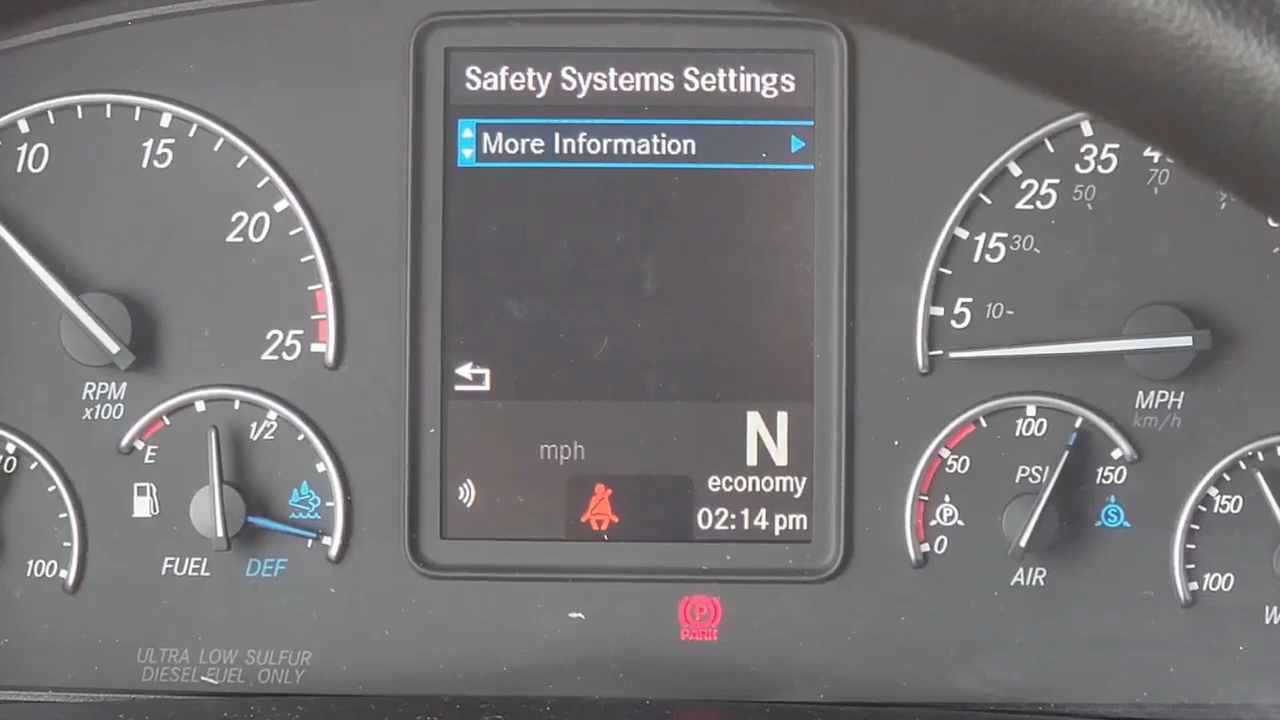 Safety Systems Settings
More Information
mph
N
economy
02:14 pm
10
15
20
25
RPM
x100
E
1/2
FUEL
DEF
100
ULTRA LOW SULFUR
DIESEL FUEL ONLY
PARK
5
15
25
35
10
30
50
70
MPH
km/h
0
50
100
150
PSI
P
S
AIR
150
100